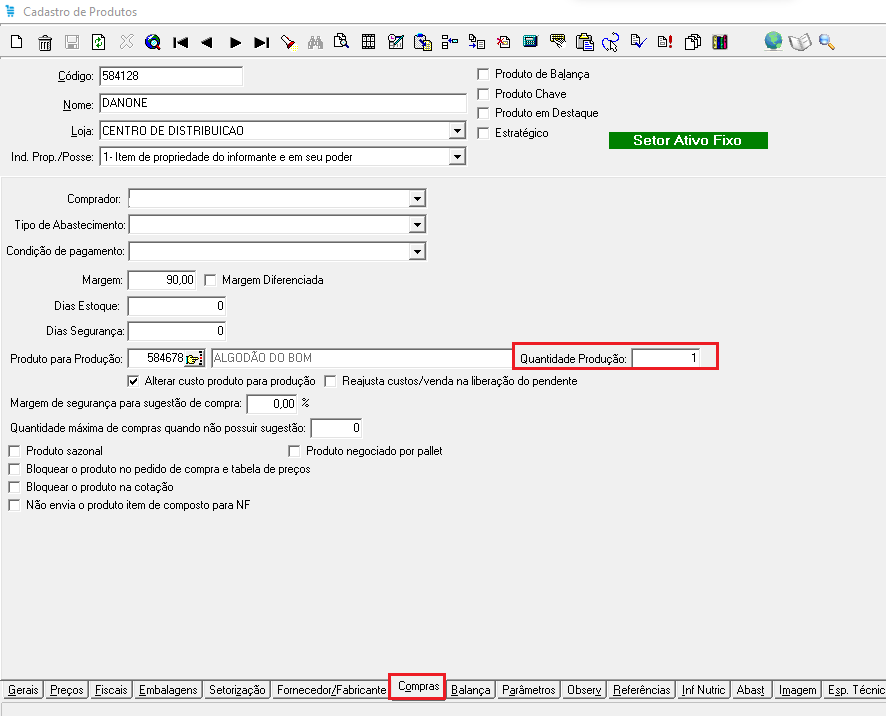 Cadastro de Produtos
Código: 584128
Nome: DANONE
Loja: CENTRO DE DISTRIBUICAO
Ind. Prop./Posse: 1- Item de propriedade do informante e em seu poder
Produto de Balança
Produto Chave
Produto em Destaque
Estratégico
Setor Ativo Fixo
Comprador:
Tipo de Abastecimento:
Condição de pagamento:
Margem: 90,00 Margem Diferenciada
Dias Estoque: 0
Dias Segurança: 0
Produto para Produção: 584678 ALGODÃO DO BOM Quantidade Produção: 1
Alterar custo produto para produção Reajusta custos/venda na liberação do pendente
Margem de segurança para sugestão de compra: 0,00 %
Quantidade máxima de compras quando não possuir sugestão: 0
Produto sazonal Produto negociado por pallet
Bloquear o produto no pedido de compra e tabela de preços
Bloquear o produto na cotação
Não envia o produto item de composto para NF
Gerais Preços Fiscais Embalagens Setorização Fornecedor/Fabricante Compras Balança Parâmetros Observ Referências Inf Nutric Abast Imagem Esp. Técnic